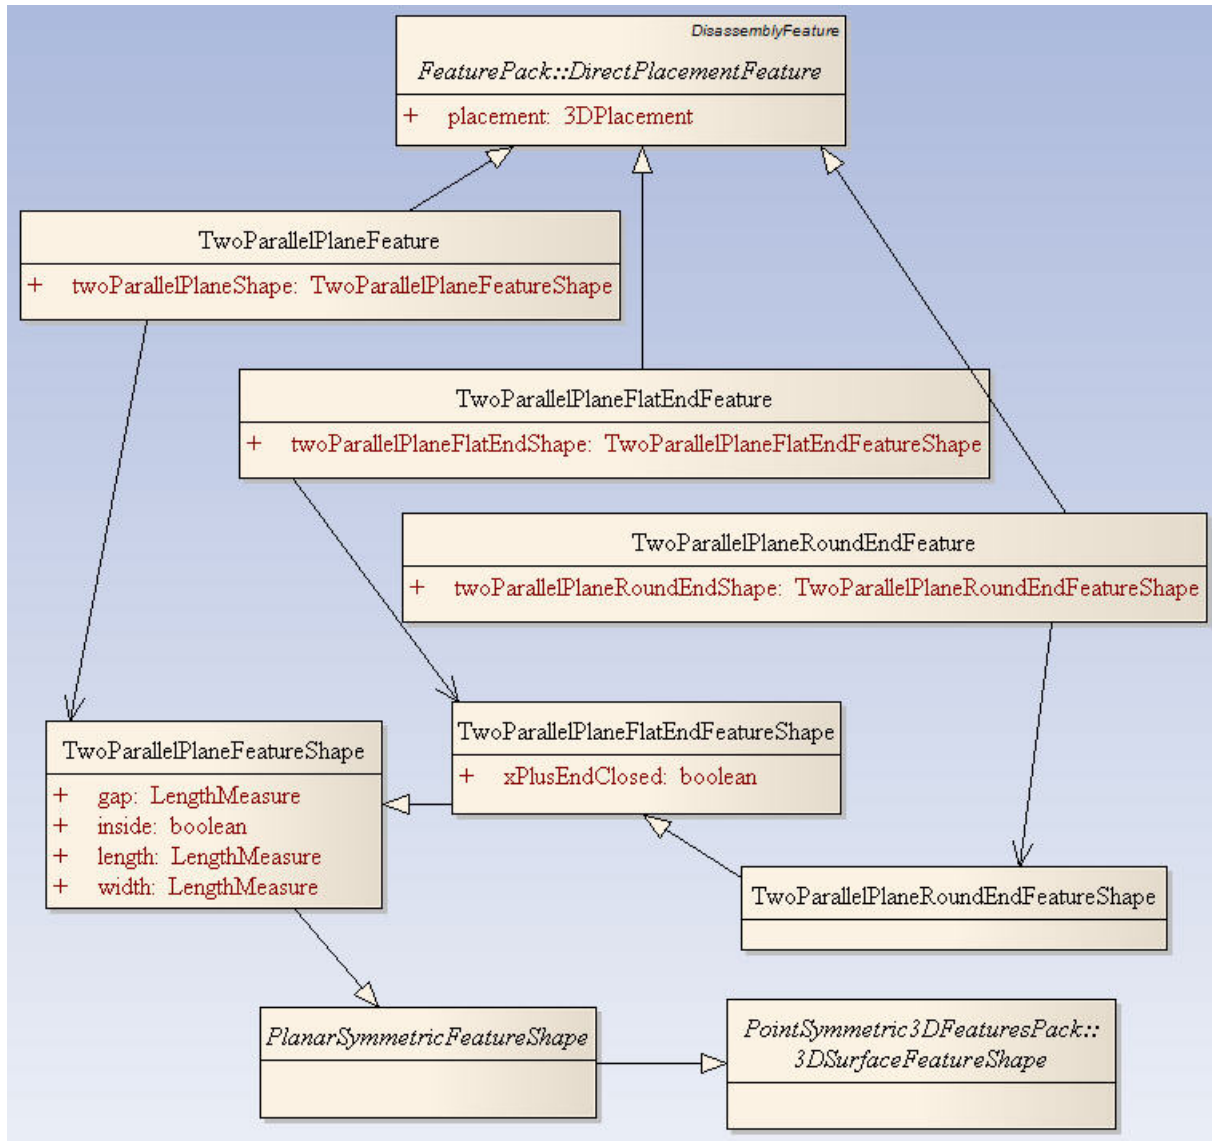 DisassemblyFeature
FeaturePack::DirectPlacementFeature
+ placement: 3DPlacement
TwoParallelPlaneFeature
+ twoParallelPlaneShape: TwoParallelPlaneFeatureShape
TwoParallelPlaneFlatEndFeature
+ twoParallelPlaneFlatEndShape: TwoParallelPlaneFlatEndFeatureShape
TwoParallelPlaneRoundEndFeature
+ twoParallelPlaneRoundEndShape: TwoParallelPlaneRoundEndFeatureShape
TwoParallelPlaneFeatureShape
+ gap: LengthMeasure
+ inside: boolean
+ length: LengthMeasure
+ width: LengthMeasure
TwoParallelPlaneFlatEndFeatureShape
+ xPlusEndClosed: boolean
TwoParallelPlaneRoundEndFeatureShape
PlanarSymmetricFeatureShape
PointSymmetric3DFeaturesPack::
3DSurfaceFeatureShape